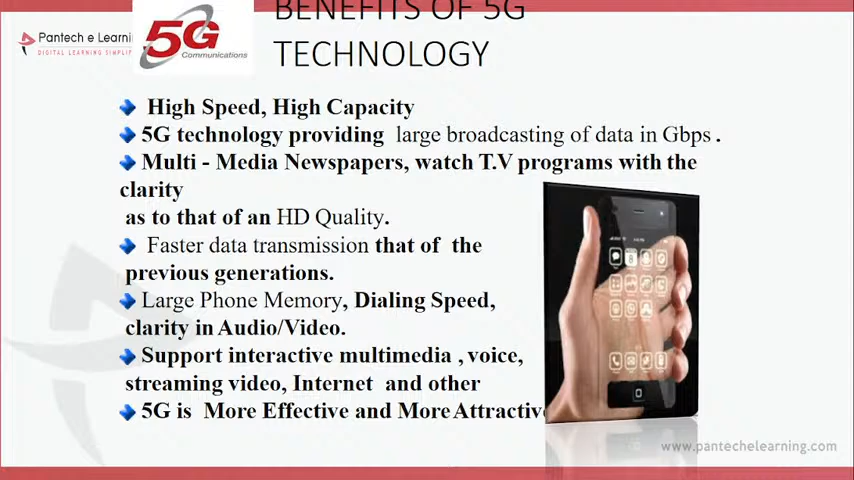 BENEFITS OF 5G
TECHNOLOGY
Pantech e Learni
DIGITAL LEARNING SIMPLIF
5G
Communications
High Speed, High Capacity
5G technology providing large broadcasting of data in Gbps .
Multi - Media Newspapers, watch T.V programs with the
clarity
as to that of an HD Quality.
Faster data transmission that of the
previous generations.
Large Phone Memory, Dialing Speed,
clarity in Audio/Video.
Support interactive multimedia , voice,
streaming video, Internet and other
5G is More Effective and More Attractive
www.pantechelearning.com